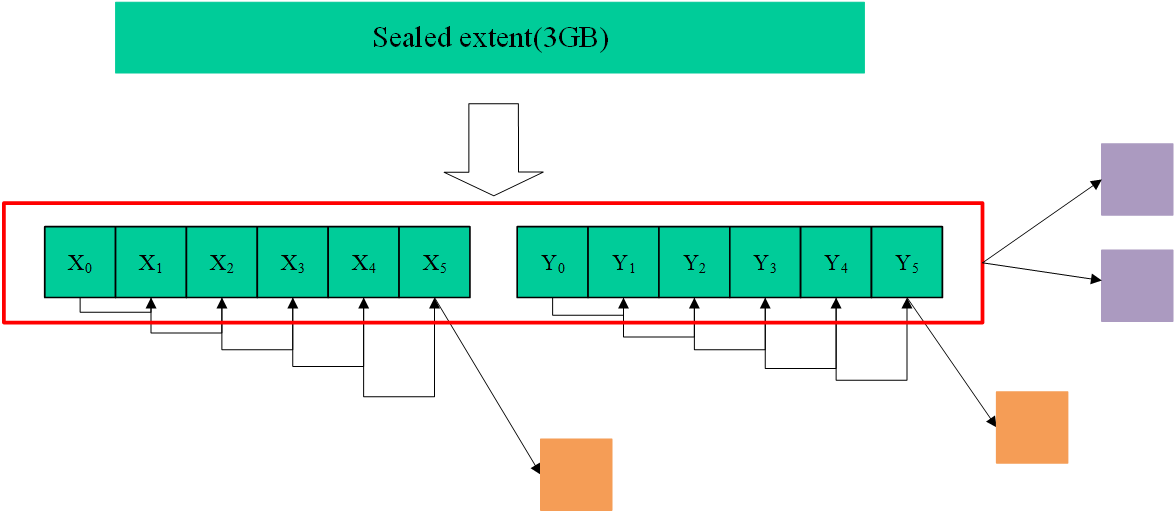 Sealed extent(3GB)
X₀ X₁ X₂ X₃ X₄ X₅ Y₀ Y₁ Y₂ Y₃ Y₄ Y₅